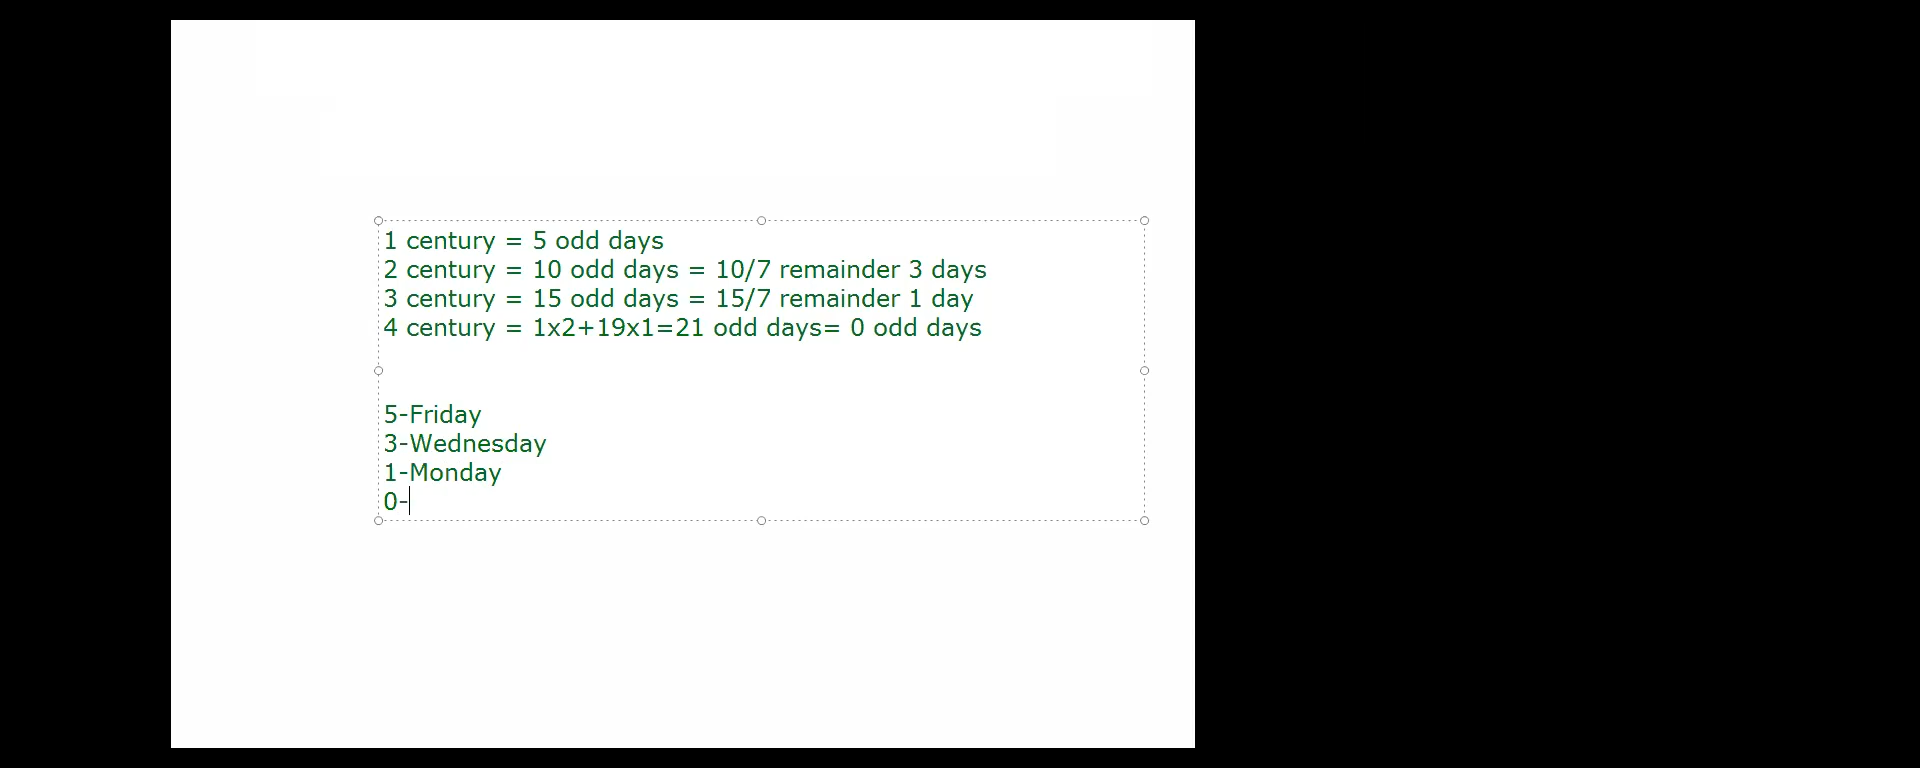 1 century = 5 odd days
2 century = 10 odd days = 10/7 remainder 3 days
3 century = 15 odd days = 15/7 remainder 1 day
4 century = 1x2+19x1=21 odd days= 0 odd days
5-Friday
3-Wednesday
1-Monday
0-